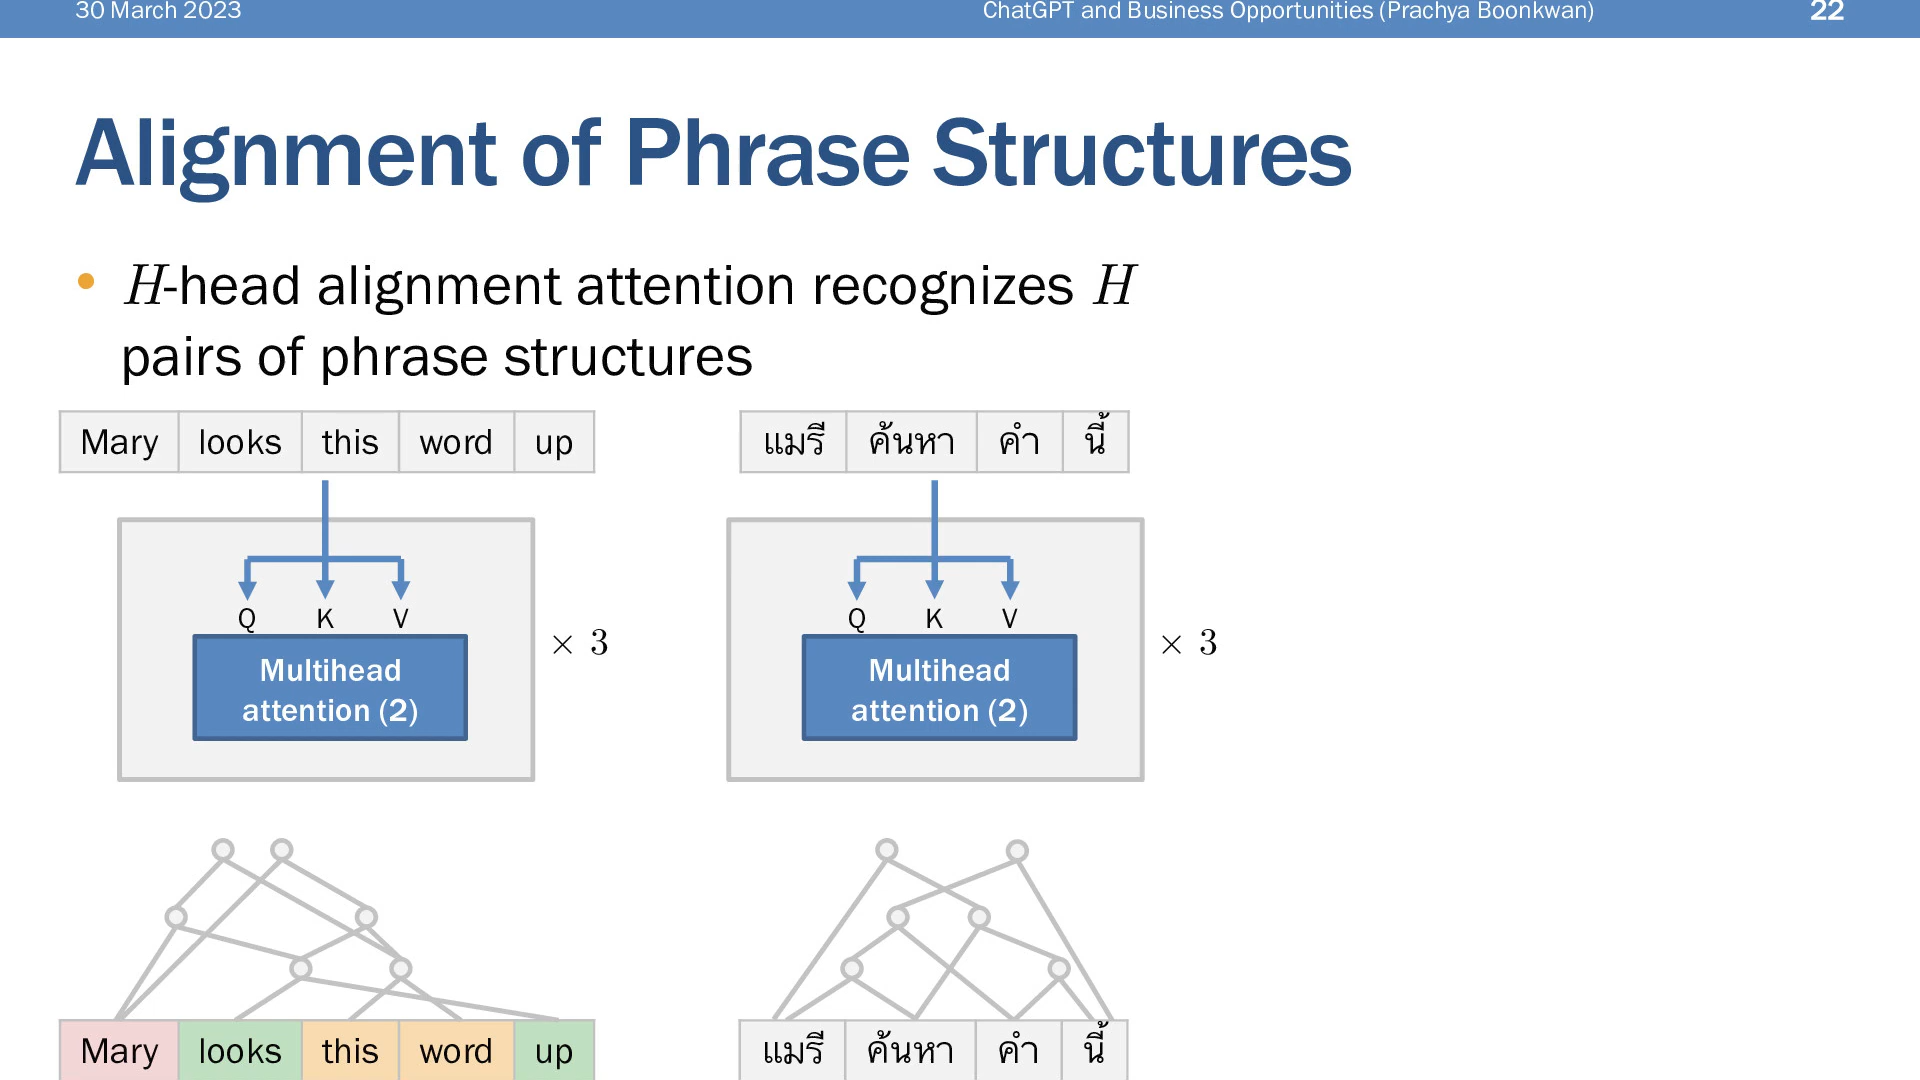 30 March 2023
ChatGPT and Business Opportunities (Prachya Boonkwan)
22
Alignment of Phrase Structures
• H-head alignment attention recognizes H
pairs of phrase structures
Mary looks this word up
แมรี ค้นหา คำ นี้
Q K V
Multihead
attention (2)
× 3
Q K V
Multihead
attention (2)
× 3
Mary looks this word up
แมรี ค้นหา คำ นี้